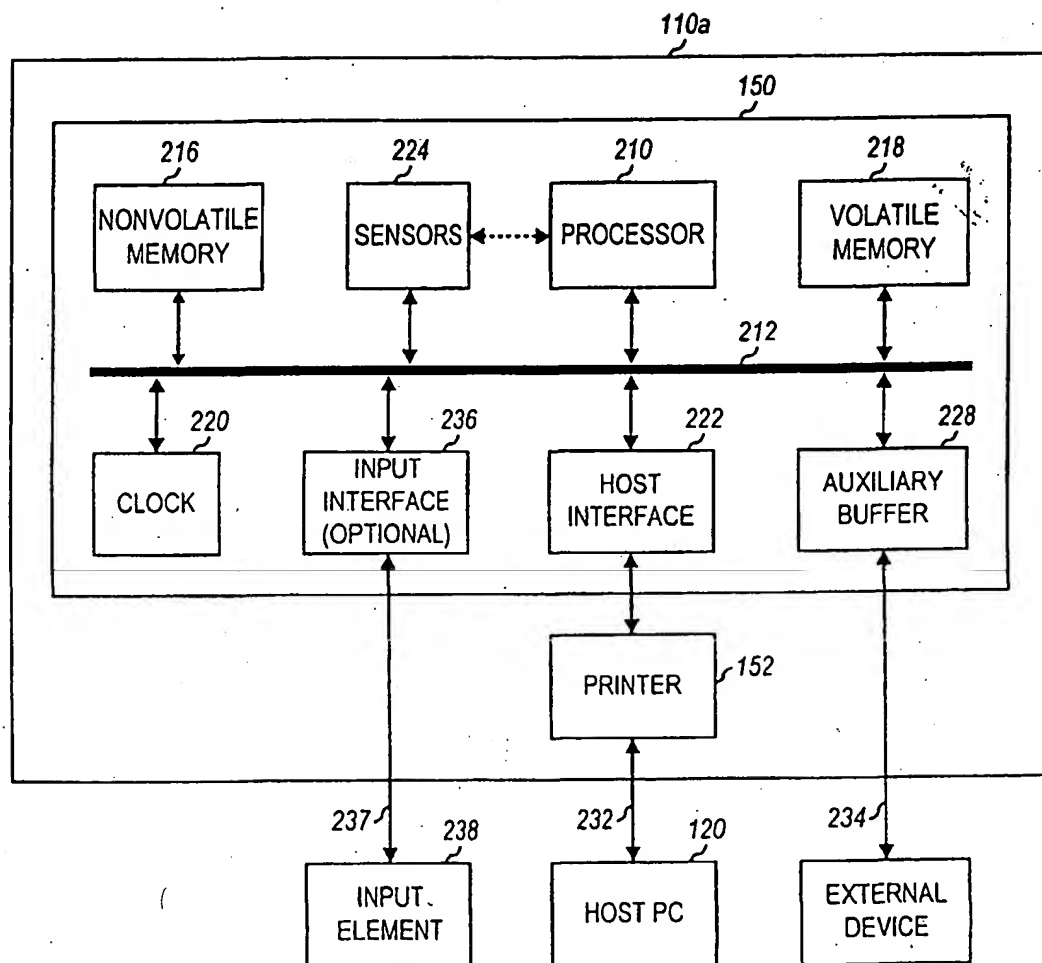 110a
150
216
224
210
218
NONVOLATILE
MEMORY
SENSORS
PROCESSOR
VOLATILE
MEMORY
212
220
236
222
228
CLOCK
INPUT
INTERFACE
(OPTIONAL)
HOST
INTERFACE
AUXILIARY
BUFFER
PRINTER
152
237
238
232
120
234
INPUT
ELEMENT
HOST PC
EXTERNAL
DEVICE